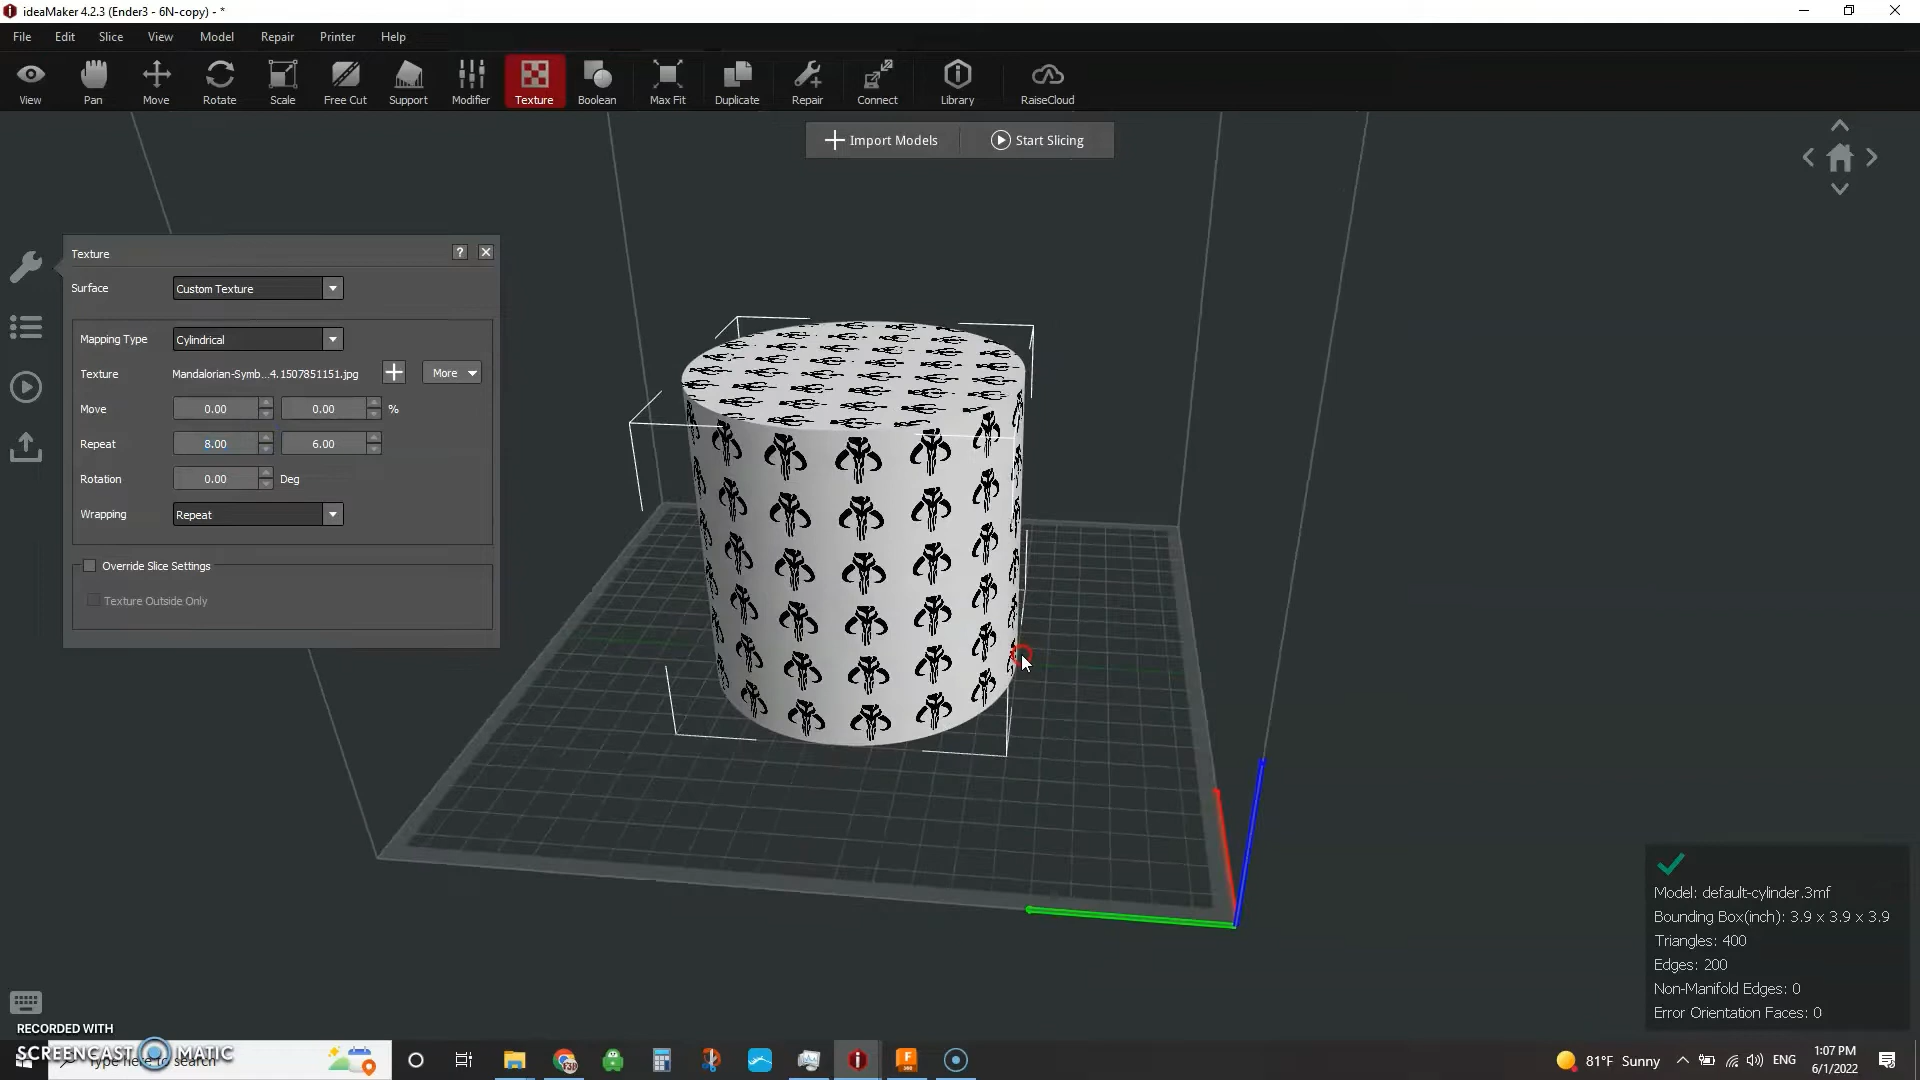 ideaMaker 4.2.3 (Ender3 - 6N-copy) - *
File Edit Slice View Model Repair Printer Help
View Pan Move Rotate Scale Free Cut Support Modifier Texture Boolean Max Fit Duplicate Repair Connect Library RaiseCloud
Import Models Start Slicing
Texture ?
Surface Custom Texture
Mapping Type Cylindrical
Texture Mandalorian-Symb...4.1507851151.jpg More
Move 0.00 0.00 %
Repeat 8.00 6.00
Rotation 0.00 Deg
Wrapping Repeat
Override Slice Settings
Texture Outside Only
Model: default-cylinder.3mf
Bounding Box(inch): 3.9 x 3.9 x 3.9
Triangles: 400
Edges: 200
Non-Manifold Edges: 0
Error Orientation Faces: 0
RECORDED WITH
SCREENCAST MATIC
Type here to search
81°F Sunny ENG
1:07 PM
6/1/2022